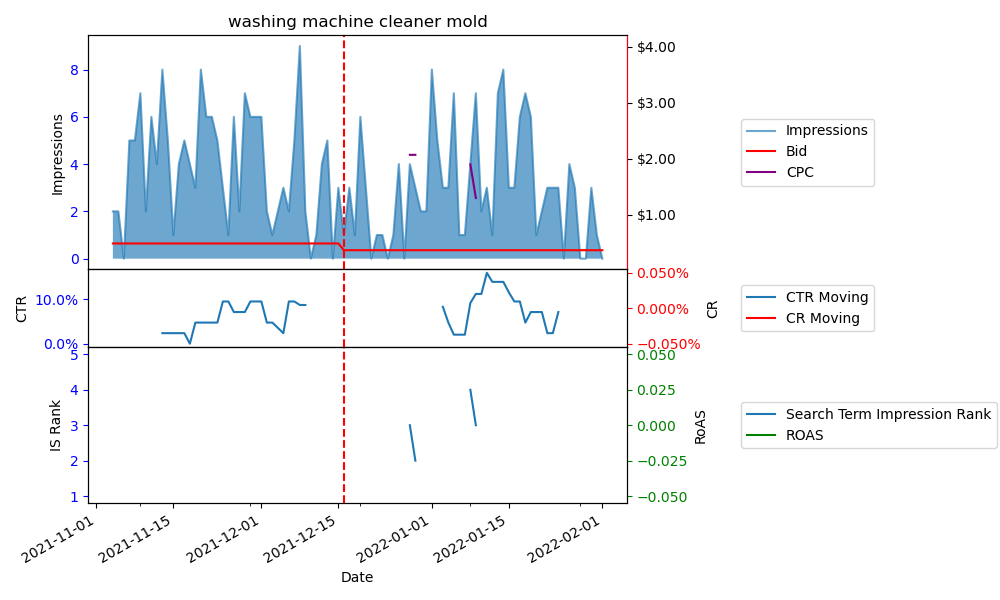 washing machine cleaner mold
Impressions
8
6
4
2
0
$4.00
$3.00
$2.00
$1.00
Impressions
Bid
CPC
CTR
10.0%
0.0%
0.050%
0.000%
−0.050%
CR
CTR Moving
CR Moving
IS Rank
5
4
3
2
1
0.050
0.025
0.000
−0.025
−0.050
RoAS
Search Term Impression Rank
ROAS
2021-11-01
2021-11-15
2021-12-01
2021-12-15
2022-01-01
2022-01-15
2022-02-01
Date